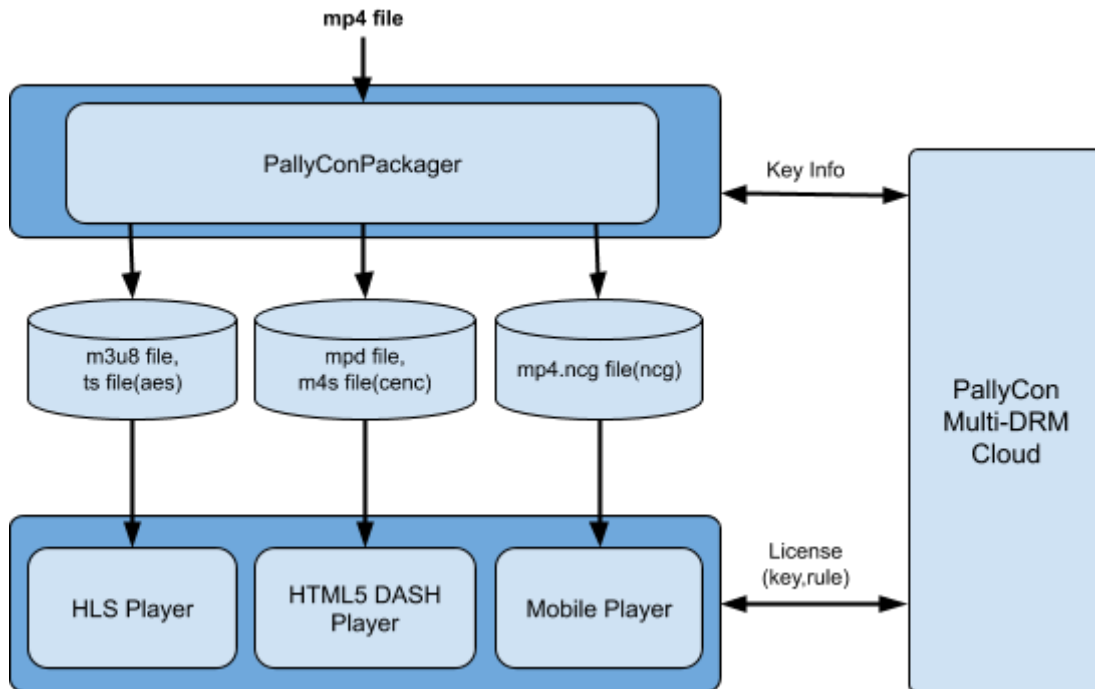 mp4 file
PallyConPackager
Key Info
m3u8 file,
ts file(aes)
mpd file,
m4s file(cenc)
mp4.ncg file(ncg)
PallyCon
Multi-DRM
Cloud
HLS Player
HTML5 DASH
Player
Mobile Player
License
(key,rule)